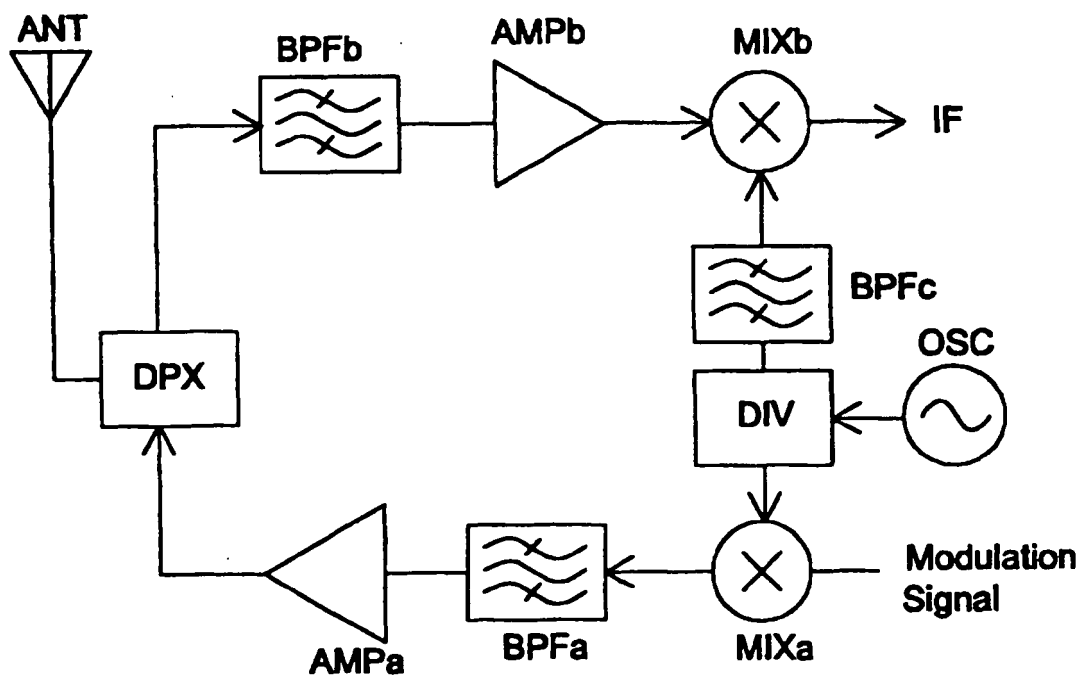 ANT
BPFb
AMPb
MIXb
IF
BPFc
OSC
DPX
DIV
Modulation
Signal
AMPa
BPFa
MIXa